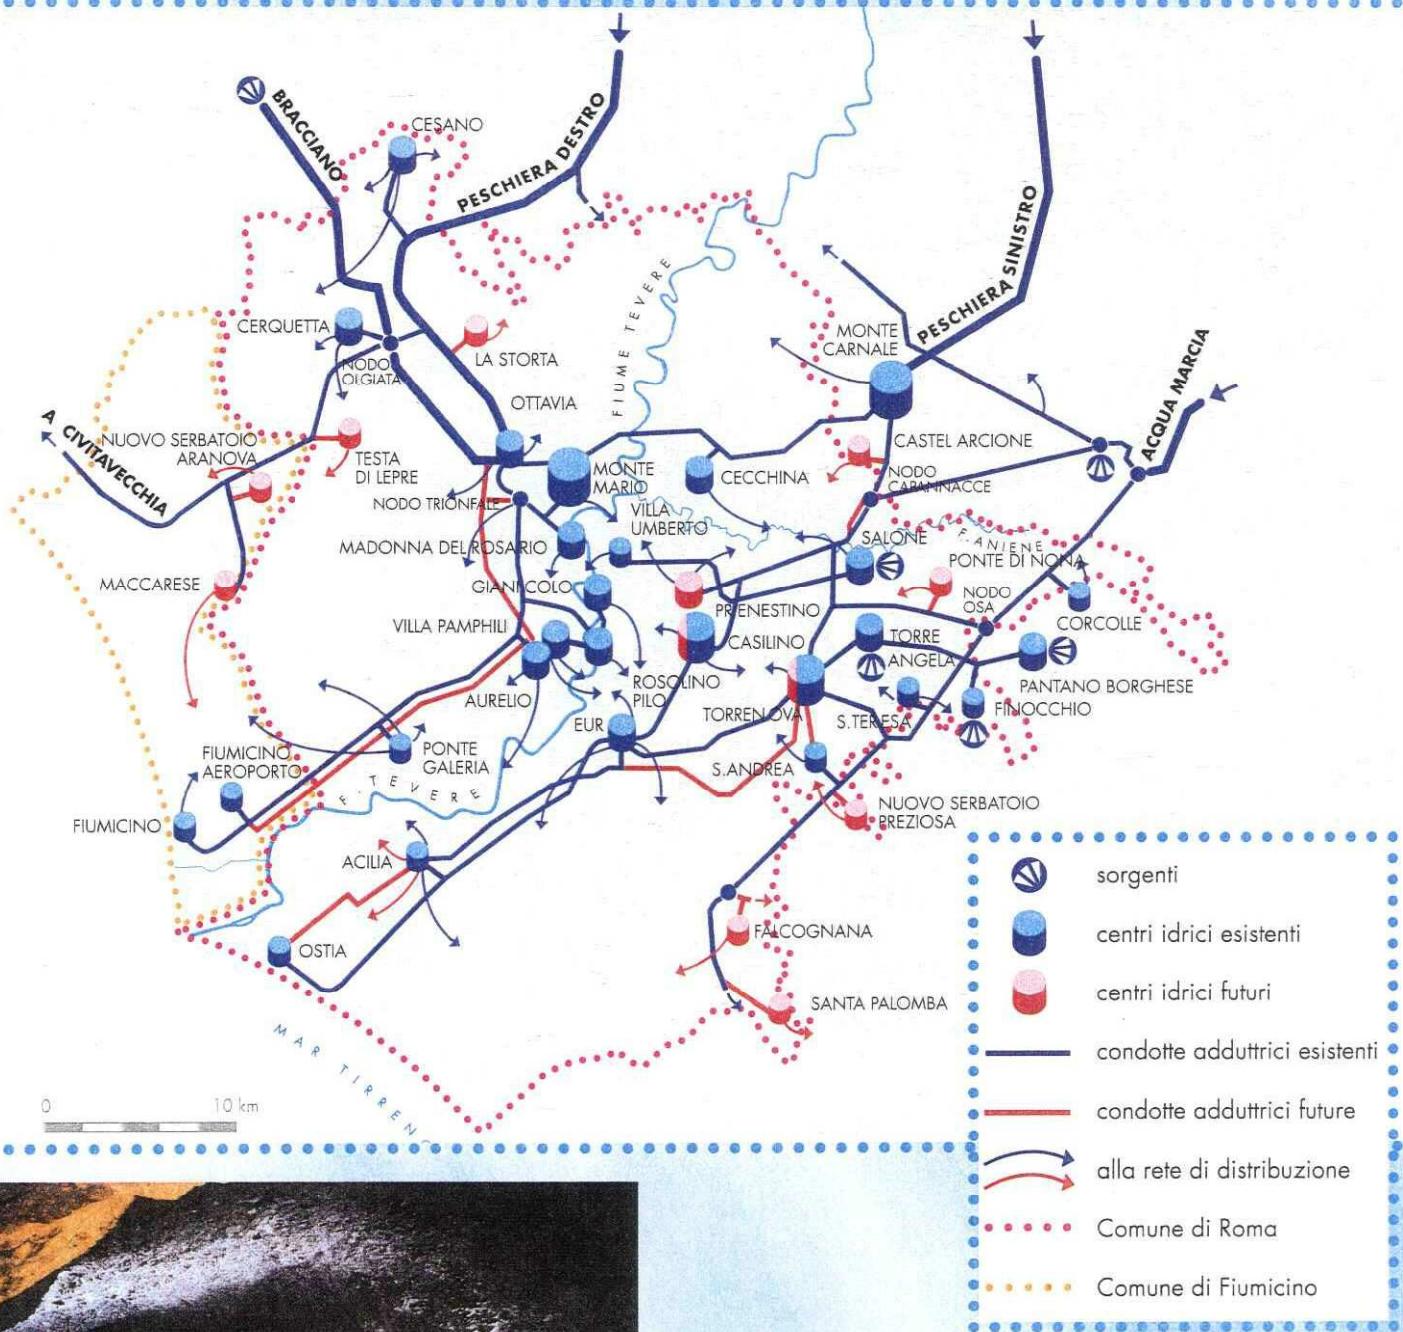 BRACCIANO
CESANO
PESCHIERA DESTRO
PESCHIERA SINISTRO
FIUME TEVERE
CERQUETTA
NODO
OLGIATA
LA STORTA
MONTE
CARNALE
ACQUA MARCIA
OTTAVIA
A CIVITAVECCHIA
NUOVO SERBATOIO
ARANOVA
TESTA
DI LEPRE
CASTEL ARCIONE
MONTE
MARIO
CECCHINA
NODO
CAPANNACCE
NODO TRIONFALE
VILLA
UMBERTO
MADONNA DEL ROSARIO
SALONE
F. ANIENE
PONTE DI NONA
MACCARESE
GIANICOLO
PRENESTINO
NODO
OSA
CORCOLLE
VILLA PAMPHILI
CASILINO
TORRE
ANGELA
ROSOLINO
PILO
PANTANO BORGHESE
AURELIO
TORRENOVA
S.TERESA
FINOCCHIO
EUR
FIUMICINO
AEROPORTO
PONTE
GALERIA
S.ANDREA
F. TEVERE
NUOVO SERBATOIO
PREZIOSA
FIUMICINO
ACILIA
FALCOGNANA
OSTIA
SANTA PALOMBA
MAR TIRRENO
0 10 km
sorgenti
centri idrici esistenti
centri idrici futuri
condotte adduttrici esistenti
condotte adduttrici future
alla rete di distribuzione
Comune di Roma
Comune di Fiumicino